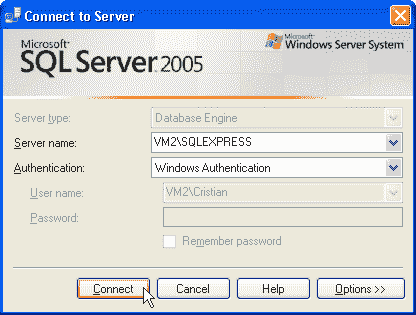 Connect to Server
Microsoft
SQL Server 2005
Microsoft
Windows Server System
Server type: Database Engine
Server name: VM2\SQLEXPRESS
Authentication: Windows Authentication
User name: VM2\Cristian
Password:
Remember password
Connect Cancel Help Options >>